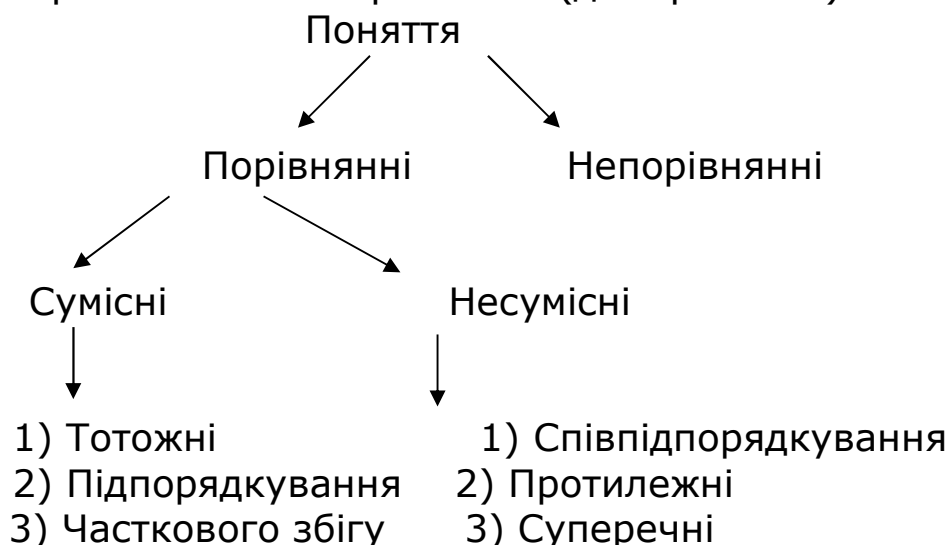 Поняття
Порівнянні Непорівнянні
Сумісні Несумісні
1) Тотожні 1) Співпідпорядкування
2) Підпорядкування 2) Протилежні
3) Часткового збігу 3) Суперечні